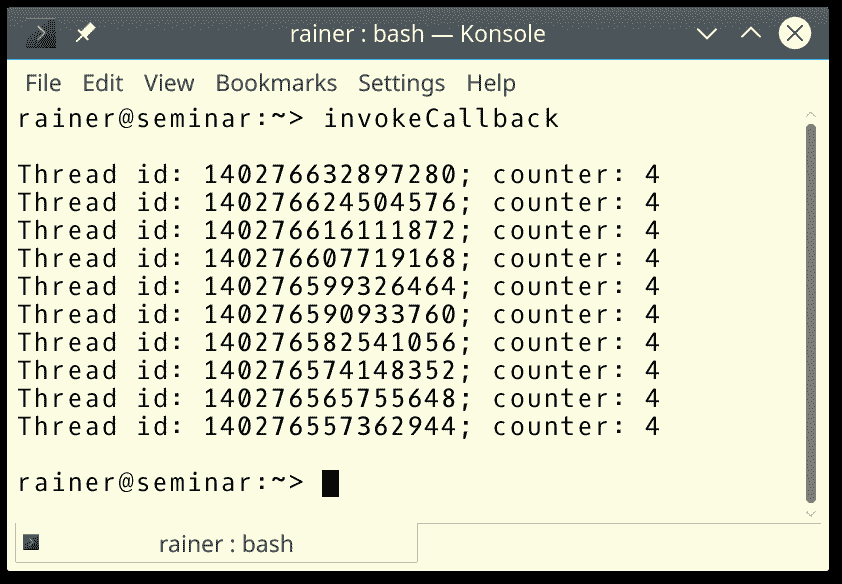 rainer : bash — Konsole
File Edit View Bookmarks Settings Help
rainer@seminar:~> invokeCallback
Thread id: 140276632897280; counter: 4
Thread id: 140276624504576; counter: 4
Thread id: 140276616111872; counter: 4
Thread id: 140276607719168; counter: 4
Thread id: 140276599326464; counter: 4
Thread id: 140276590933760; counter: 4
Thread id: 140276582541056; counter: 4
Thread id: 140276574148352; counter: 4
Thread id: 140276565755648; counter: 4
Thread id: 140276557362944; counter: 4
rainer@seminar:~>
rainer : bash